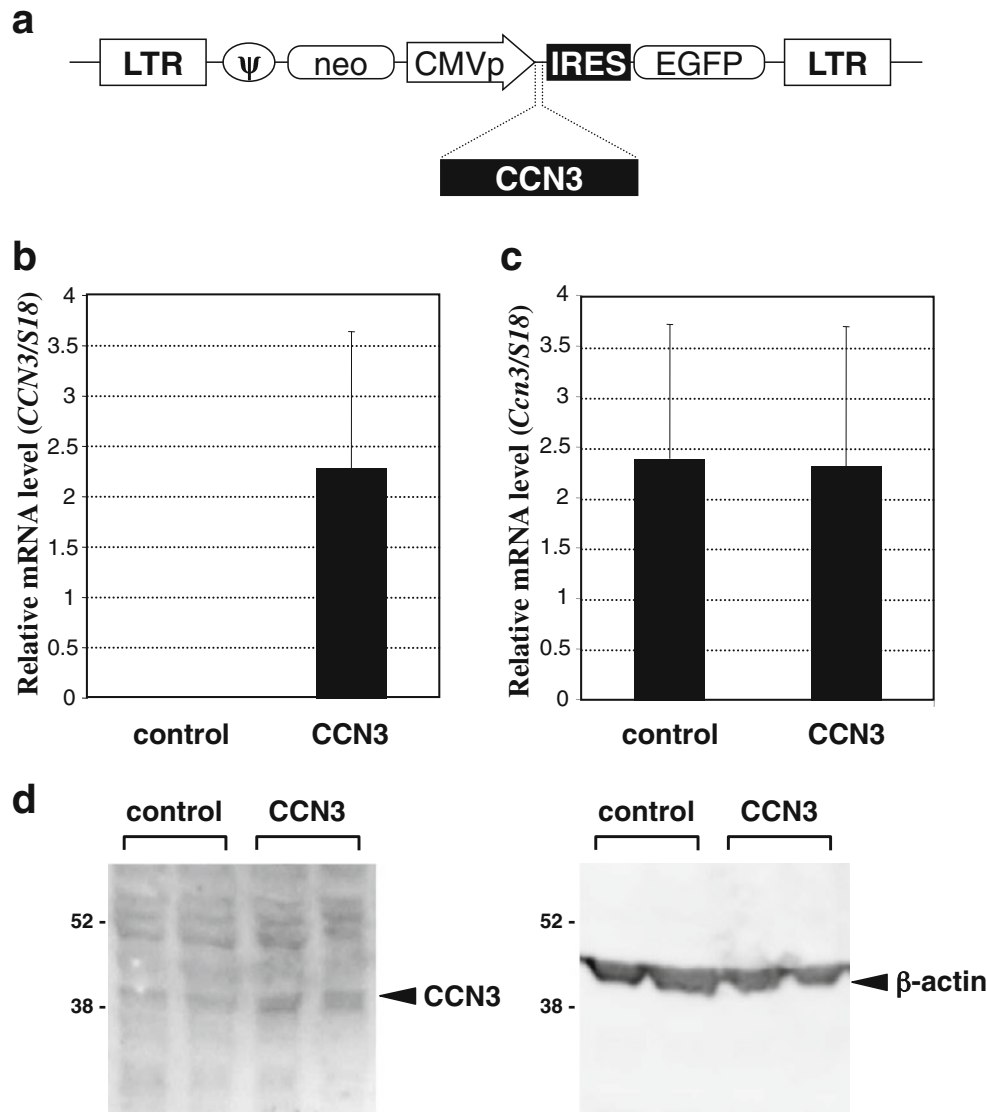 a
LTR ψ neo CMVp IRES EGFP LTR
CCN3
b
Relative mRNA level (CCN3/S18)
4
3.5
3
2.5
2
1.5
1
0.5
0
control CCN3
c
Relative mRNA level (Ccn3/S18)
4
3.5
3
2.5
2
1.5
1
0.5
0
control CCN3
d
control CCN3
52 -
38 -
CCN3
control CCN3
52 -
38 -
β-actin